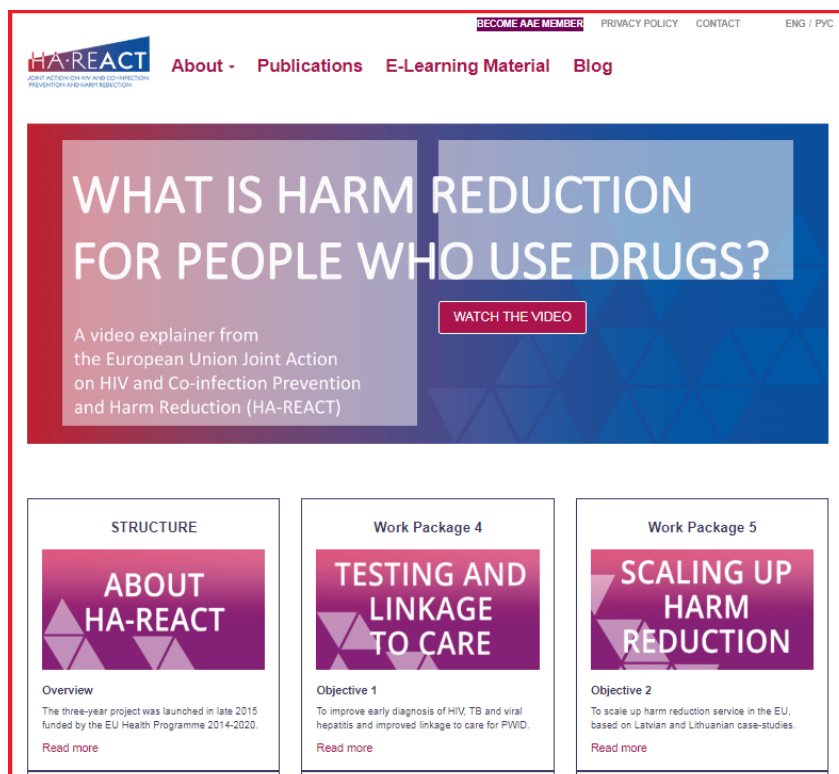 BECOME AAE MEMBER PRIVACY POLICY CONTACT ENG / РУС
HA-REACT
JOINT ACTION ON HIV AND CO-INFECTION
PREVENTION AND HARM REDUCTION
About - Publications E-Learning Material Blog
WHAT IS HARM REDUCTION
FOR PEOPLE WHO USE DRUGS?
WATCH THE VIDEO
A video explainer from
the European Union Joint Action
on HIV and Co-infection Prevention
and Harm Reduction (HA-REACT)
STRUCTURE
ABOUT
HA-REACT
Overview
The three-year project was launched in late 2015
funded by the EU Health Programme 2014-2020.
Read more
Work Package 4
TESTING AND
LINKAGE
TO CARE
Objective 1
To improve early diagnosis of HIV, TB and viral
hepatitis and improved linkage to care for PWID.
Read more
Work Package 5
SCALING UP
HARM
REDUCTION
Objective 2
To scale up harm reduction service in the EU,
based on Latvian and Lithuanian case-studies.
Read more